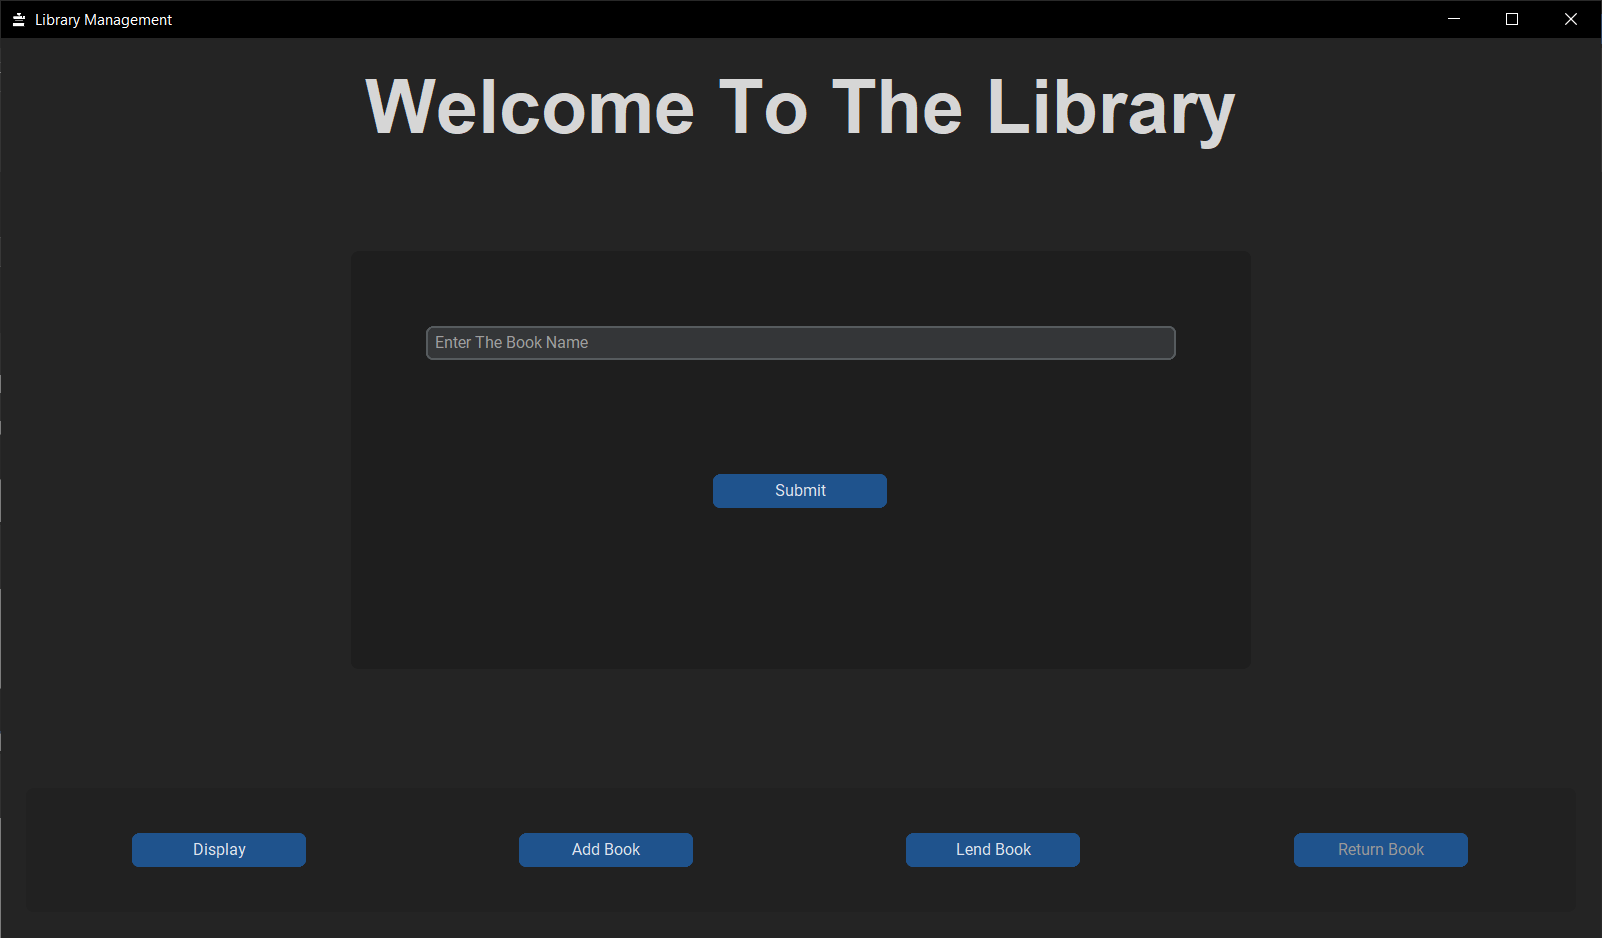 Library Management
Welcome To The Library
Enter The Book Name
Submit
Display
Add Book
Lend Book
Return Book